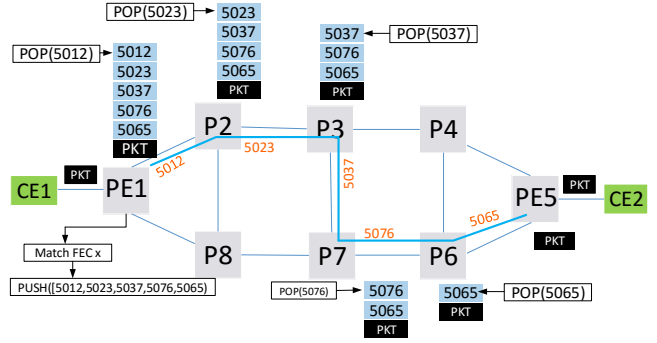 POP(5023)
5023
5037
5076
5065
PKT
POP(5012)
5012
5023
5037
5076
5065
PKT
5037
5076
5065
PKT
POP(5037)
P2
P3
P4
5012
5023
5037
CE1
PKT
PE1
PE5
PKT
CE2
PKT
5076
5065
P8
P7
P6
Match FEC x
PUSH([5012,5023,5037,5076,5065)
POP(5076)
5076
5065
PKT
5065
PKT
POP(5065)